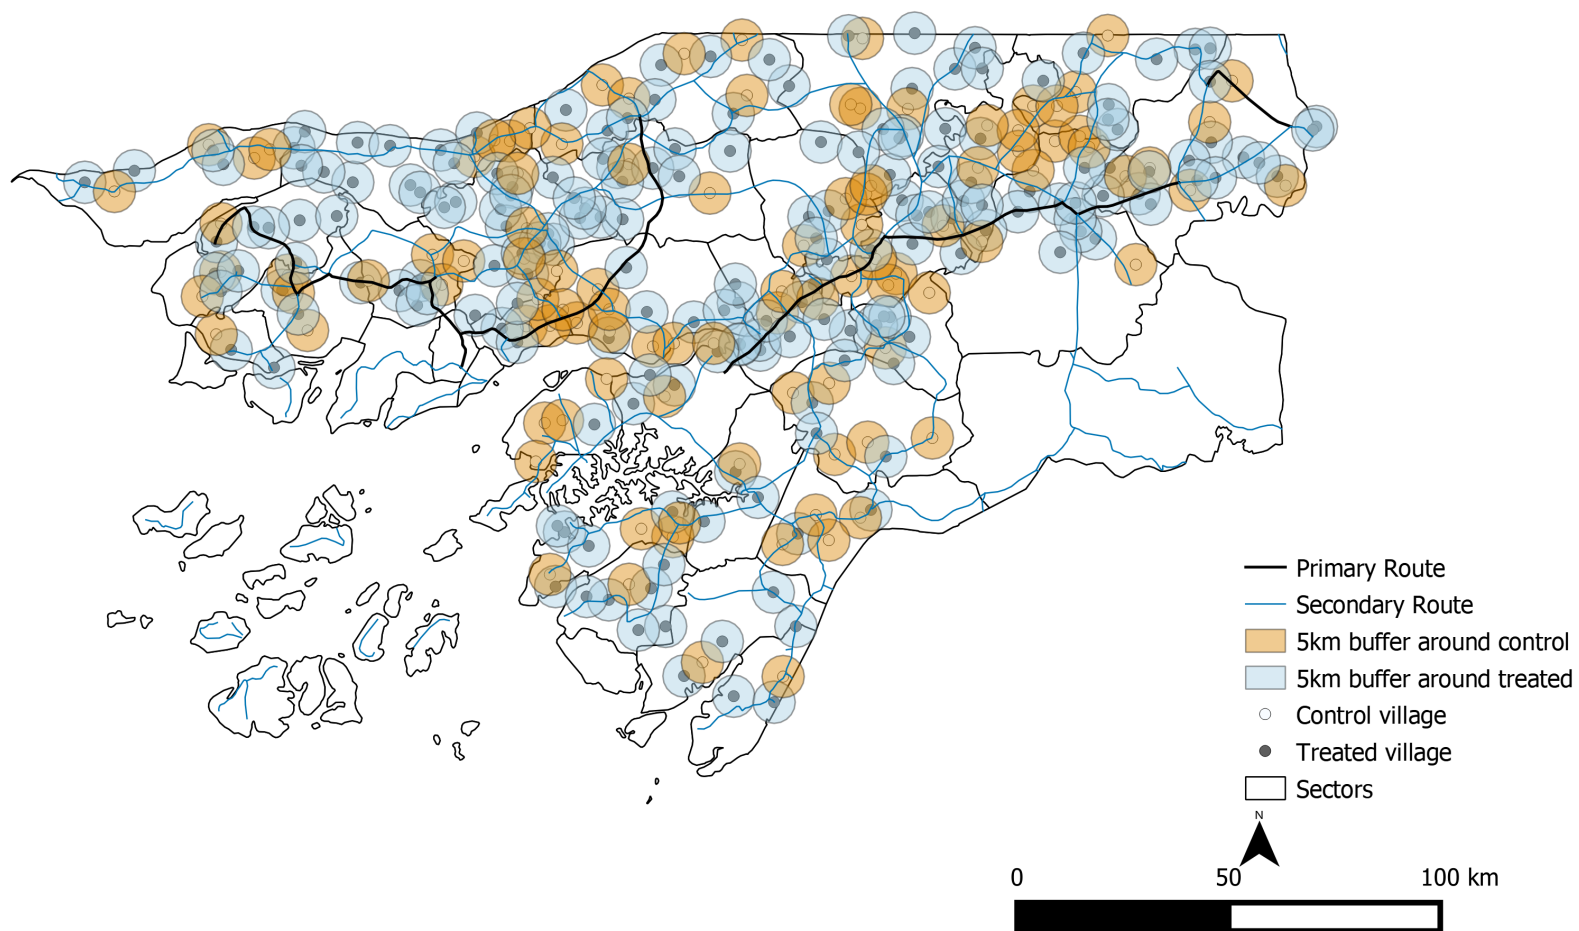 Primary Route
Secondary Route
5km buffer around control
5km buffer around treated
Control village
Treated village
Sectors
N
0 50 100 km